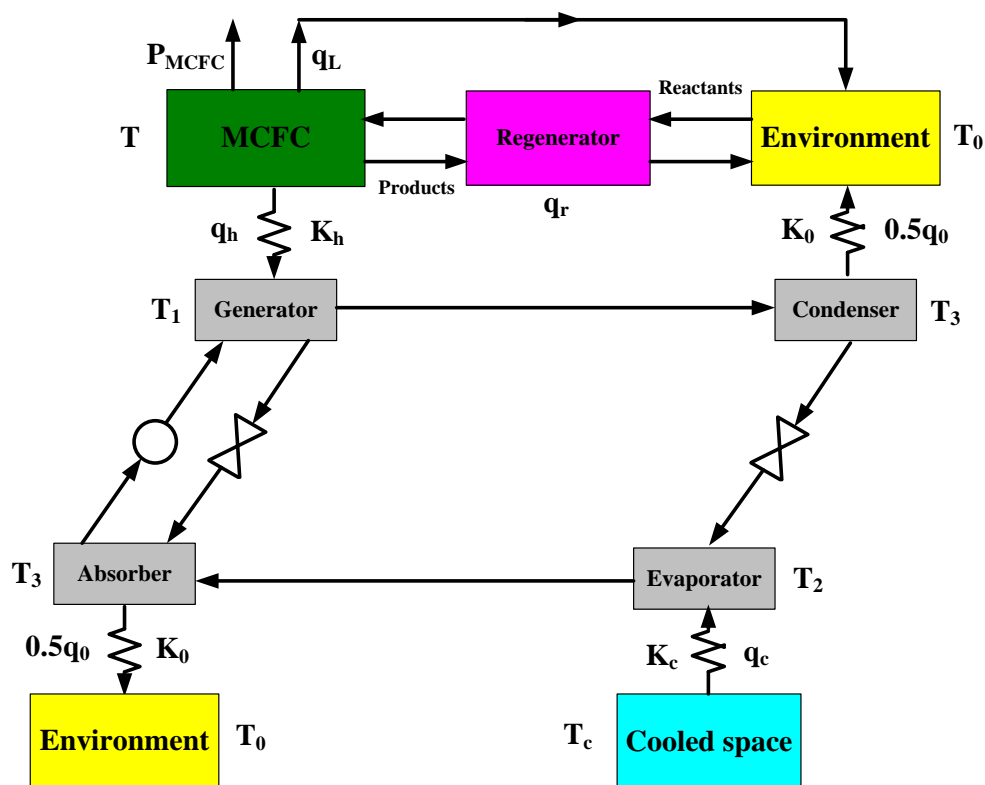 P_MCFC
q_L
Reactants
T
MCFC
Regenerator
Environment
T_0
Products
q_r
q_h
K_h
K_0
0.5q_0
T_1
Generator
Condenser
T_3
T_3
Absorber
Evaporator
T_2
0.5q_0
K_0
K_c
q_c
Environment
T_0
T_c
Cooled space